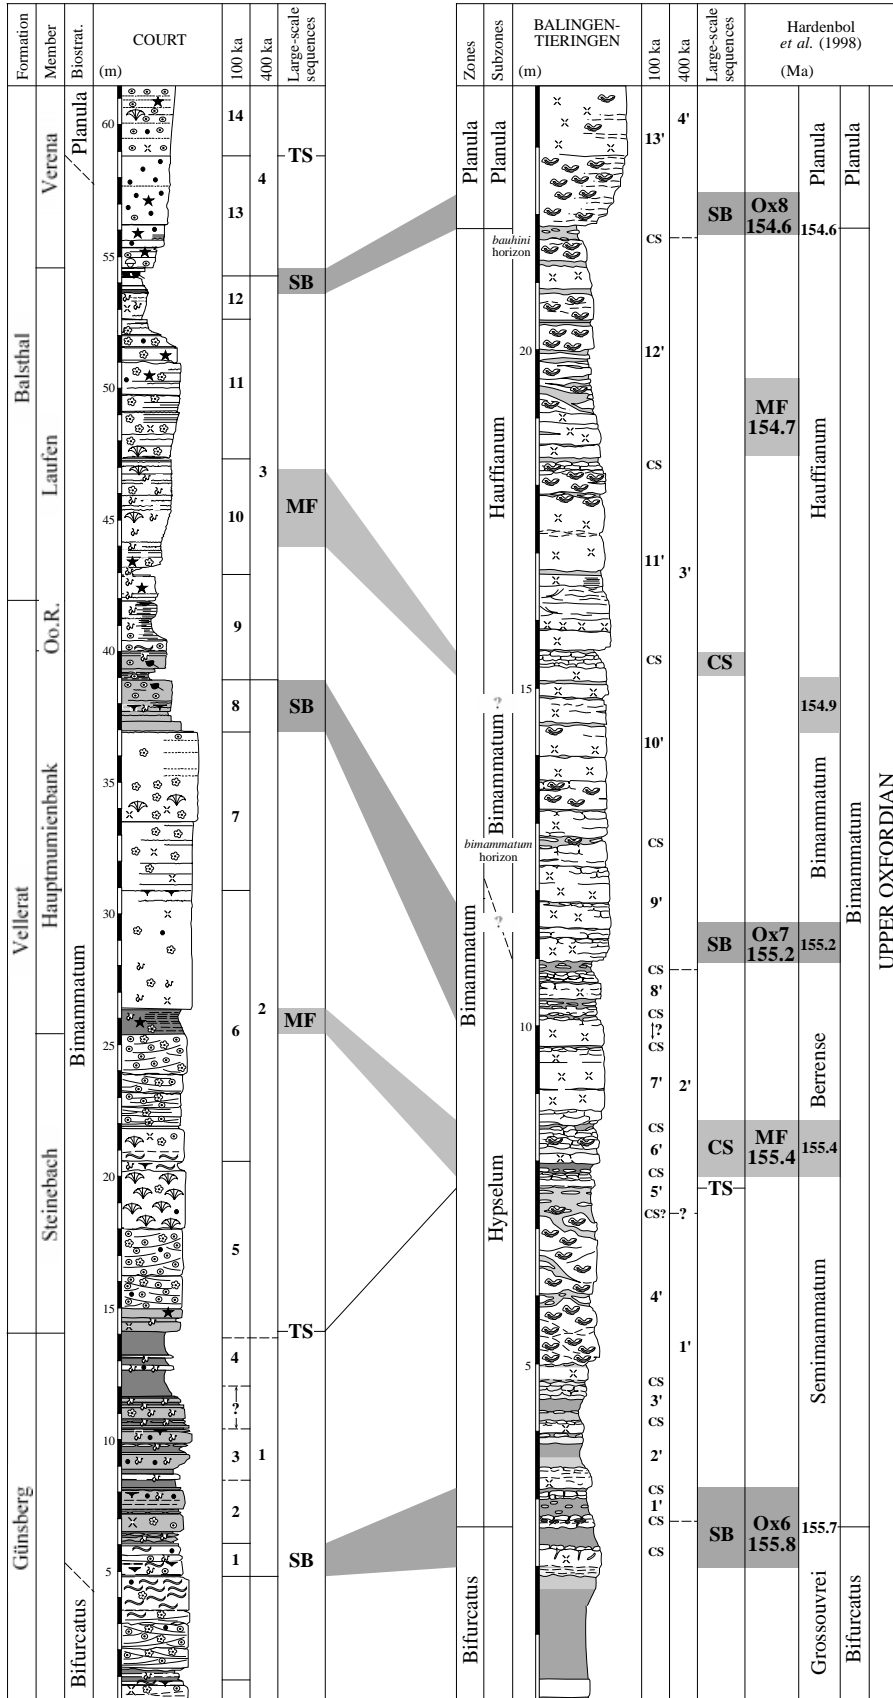 Formation
Member
Biostrat.
COURT
(m)
100 ka
400 ka
Large-scale
sequences
Zones
Subzones
BALINGEN-
TIERINGEN
(m)
100 ka
400 ka
Large-scale
sequences
Hardenbol
et al. (1998)
(Ma)
Günsberg
Vellerat
Balsthal
Steinebach
Hauptmumienbank
Oo.R.
Laufen
Verena
Bifurcatus
Bimammatum
Planula
60
55
50
45
40
35
30
25
20
15
10
5
14
13
12
11
10
9
8
7
6
5
4
?
3
2
1
4
3
2
1
TS
SB
MF
SB
MF
TS
SB
Planula
Bimammatum
Bifurcatus
Planula
bauhini
horizon
Hauffianum
?
Bimammatum
bimammatum
horizon
?
Hypselum
20
15
10
5
13'
CS
12'
CS
11'
CS
10'
CS
9'
CS
8'
CS
?
CS
7'
CS
6'
CS
5'
CS?
4'
CS
3'
CS
2'
CS
1'
CS
CS
4'
3'
2'
?
1'
SB
CS
SB
CS
TS
SB
Ox8
154.6
MF
154.7
Ox7
155.2
MF
155.4
Ox6
155.8
Planula
154.6
Hauffianum
154.9
Bimammatum
155.2
Berrense
155.4
Semimammatum
155.7
Grossouvrei
Planula
Bimammatum
Bifurcatus
UPPER OXFORDIAN